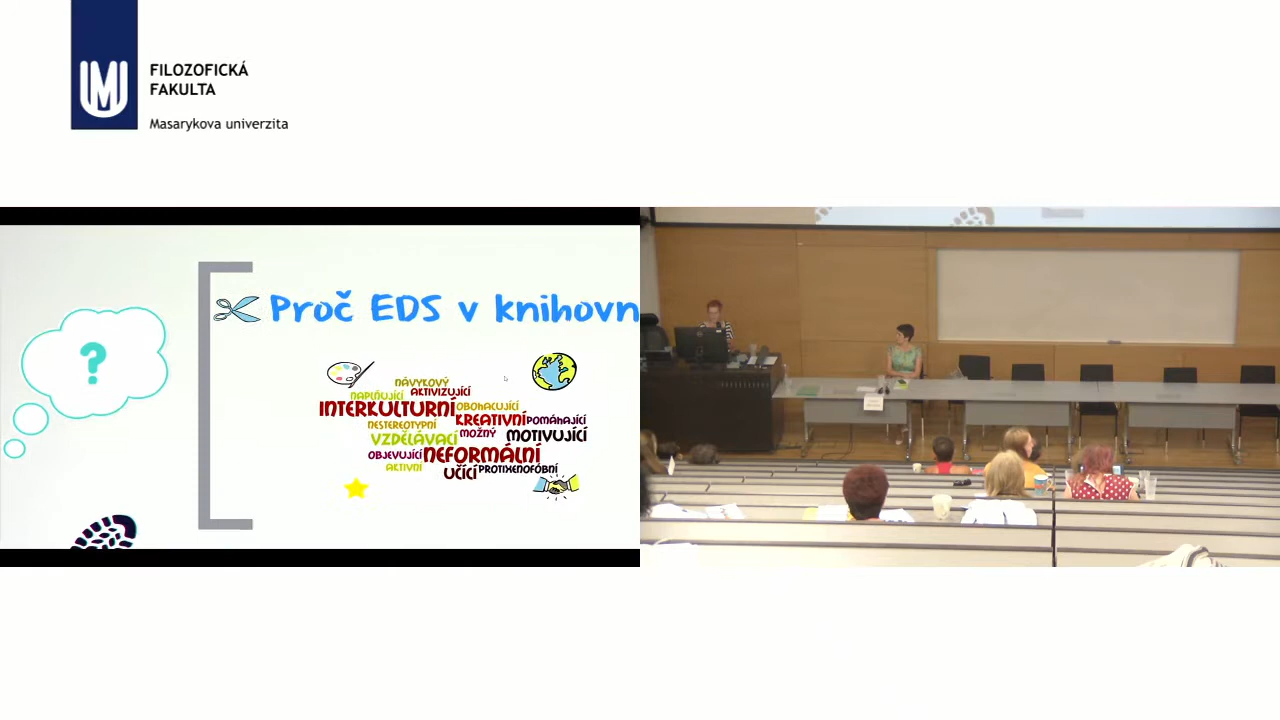 FILOZOFICKÁ
FAKULTA
Masarykova univerzita
?
Proč EDS v knihovn
NÁVYKOVÝ
NAPLŇUJÍCÍ AKTIVIZUJÍCÍ
INTERKULTURNÍ OBOHACUJÍCÍ
NESTEREOTYPNÍ KREATIVNÍ POMÁHAJÍCÍ
VZDĚLÁVACÍ MOŽNÝ MOTIVUJÍCÍ
OBJEVUJÍCÍ NEFORMÁLNÍ
AKTIVNÍ UČÍCÍ PROTIXENOFÓBNÍ